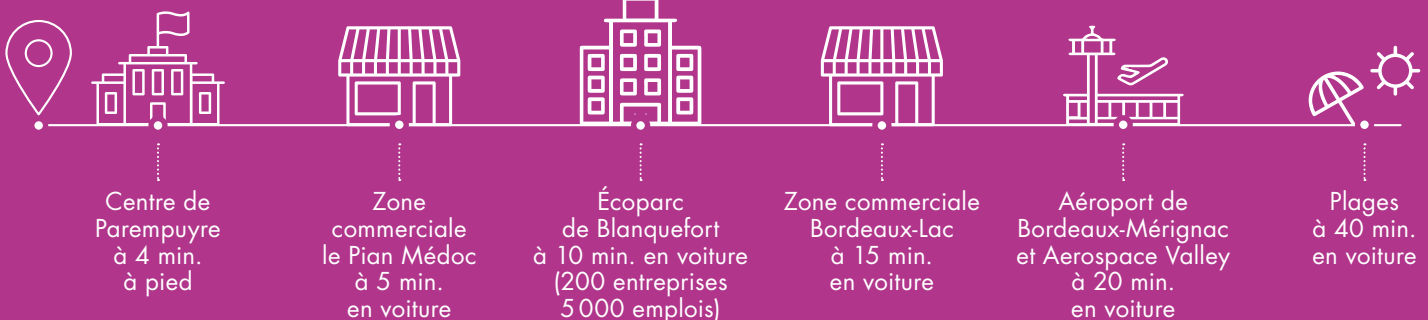 Centre de
Parempuyre
à 4 min.
à pied
Zone
commerciale
le Pian Médoc
à 5 min.
en voiture
Écoparc
de Blanquefort
à 10 min. en voiture
(200 entreprises
5 000 emplois)
Zone commerciale
Bordeaux-Lac
à 15 min.
en voiture
Aéroport de
Bordeaux-Mérignac
et Aerospace Valley
à 20 min.
en voiture
Plages
à 40 min.
en voiture